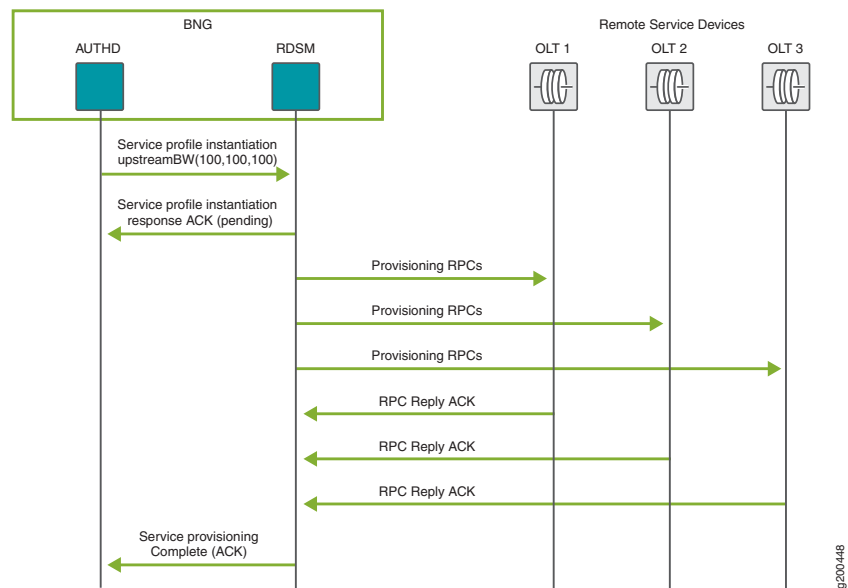 BNG
Remote Service Devices
AUTHD
RDSM
OLT 1
OLT 2
OLT 3
Service profile instantiation
upstreamBW(100,100,100)
Service profile instantiation
response ACK (pending)
Provisioning RPCs
Provisioning RPCs
Provisioning RPCs
RPC Reply ACK
RPC Reply ACK
RPC Reply ACK
Service provisioning
Complete (ACK)
g200448